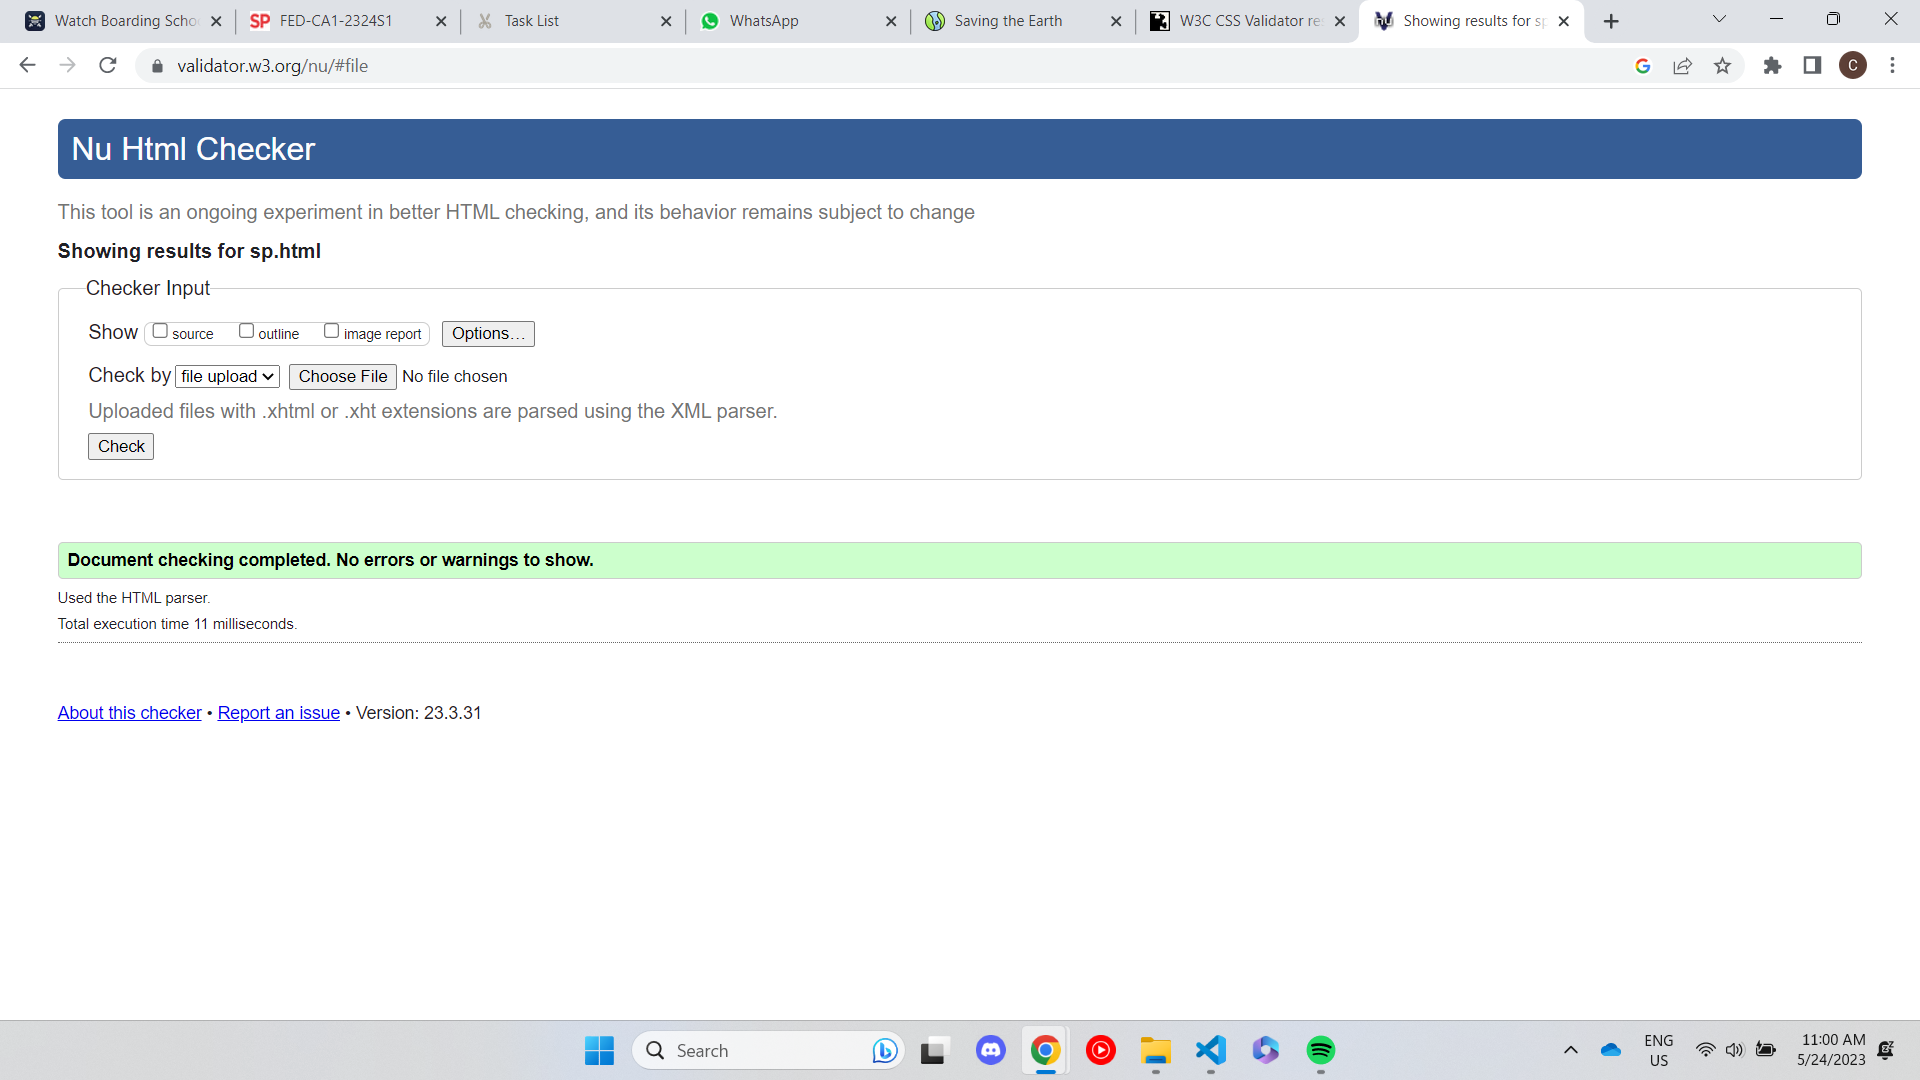 Watch Boarding Schoo
SP FED-CA1-2324S1
Task List
WhatsApp
Saving the Earth
W3C CSS Validator res
Showing results for sp
validator.w3.org/nu/#file
C
Nu Html Checker
This tool is an ongoing experiment in better HTML checking, and its behavior remains subject to change
Showing results for sp.html
Checker Input
Show source outline image report Options…
Check by file upload Choose File No file chosen
Uploaded files with .xhtml or .xht extensions are parsed using the XML parser.
Check
Document checking completed. No errors or warnings to show.
Used the HTML parser.
Total execution time 11 milliseconds.
About this checker • Report an issue • Version: 23.3.31
Search
ENG
US
11:00 AM
5/24/2023